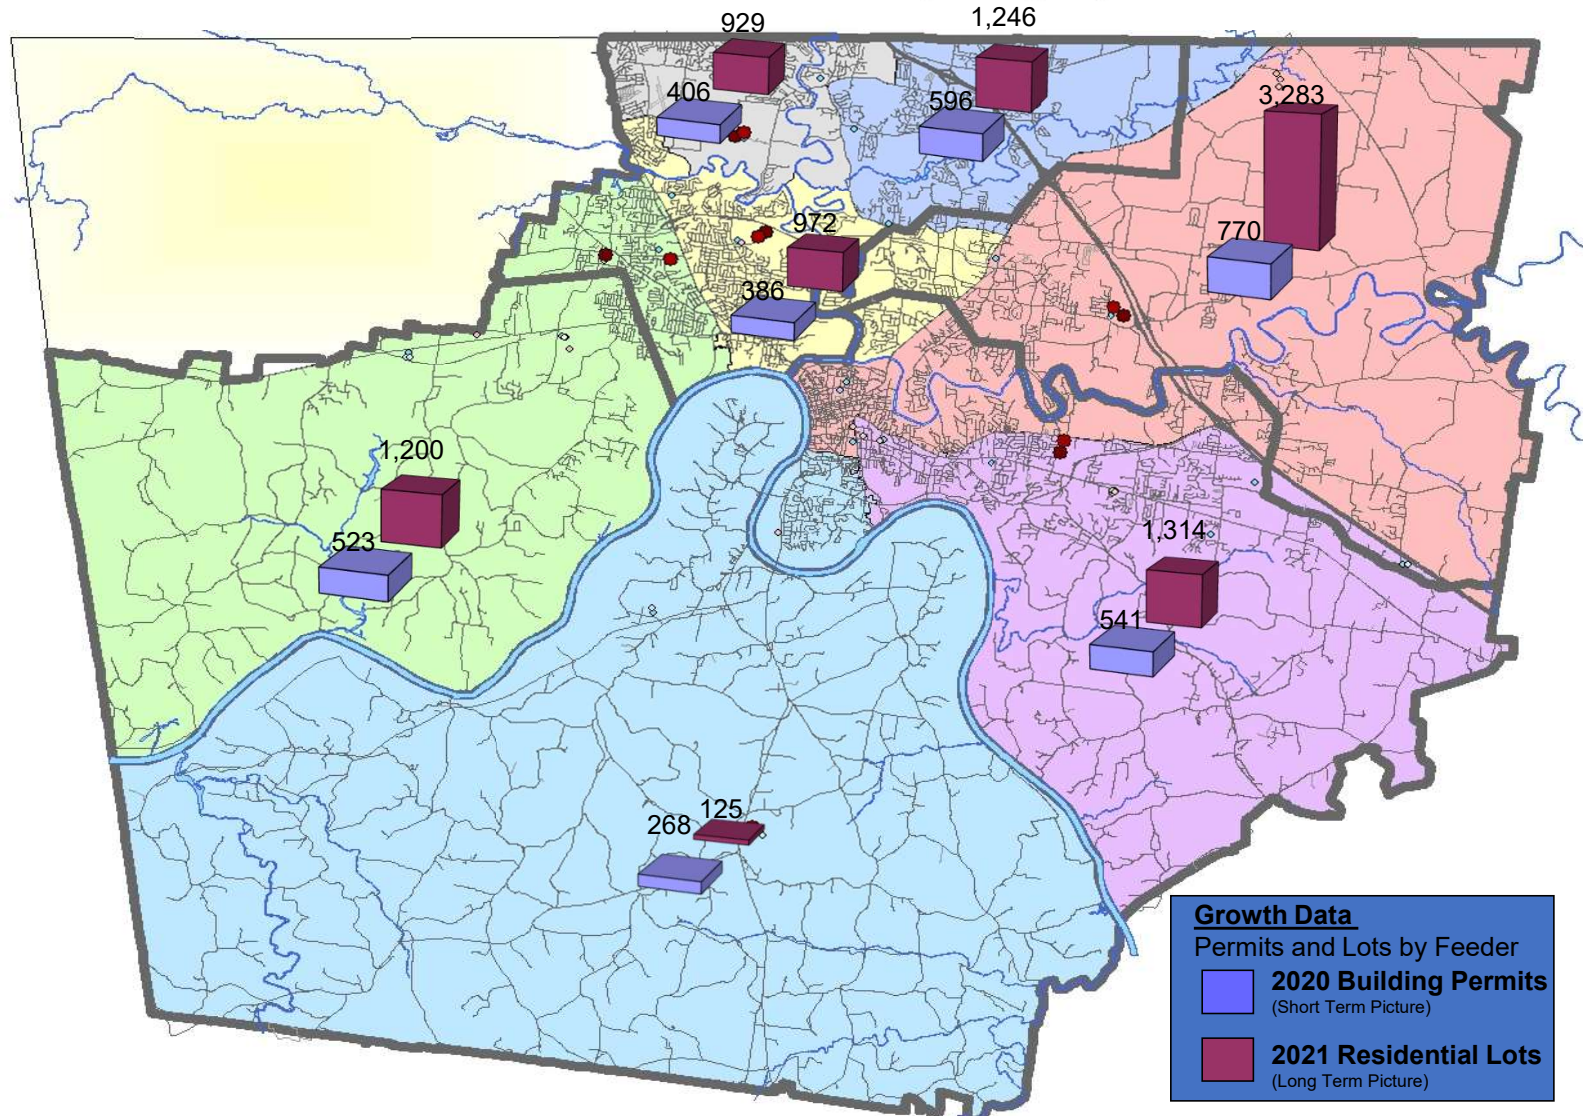 929
1,246
406
596
3,283
972
770
386
1,200
523
1,314
541
125
268
Growth Data
Permits and Lots by Feeder
2020 Building Permits
(Short Term Picture)
2021 Residential Lots
(Long Term Picture)